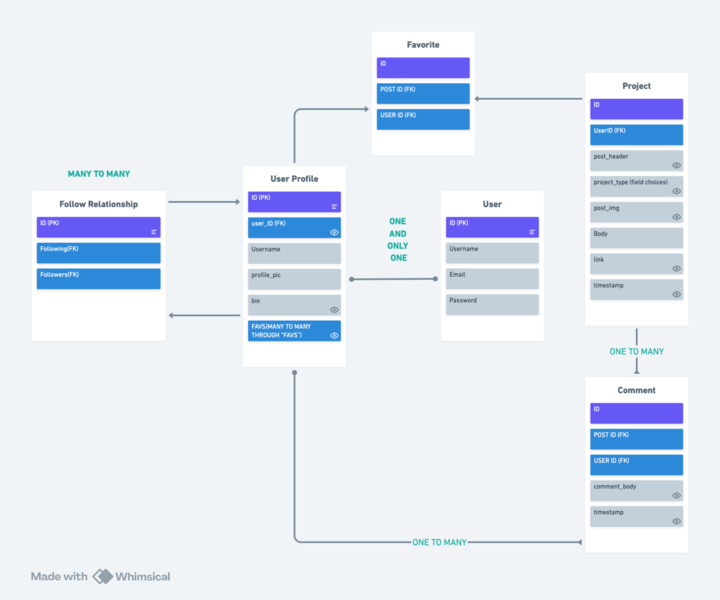 Favorite
ID
POST ID (FK)
USER ID (FK)
Project
ID
UserID (FK)
post_header
project_type (field choices)
post_img
Body
link
timestamp
MANY TO MANY
Follow Relationship
ID (PK)
Following(FK)
Followers(FK)
User Profile
ID (PK)
user_ID (FK)
Username
profile_pic
bio
FAVS(MANY TO MANY
THROUGH "FAVS")
ONE
AND
ONLY
ONE
User
ID (PK)
Username
Email
Password
ONE TO MANY
Comment
ID
POST ID (FK)
USER ID (FK)
comment_body
timestamp
ONE TO MANY
Made with Whimsical